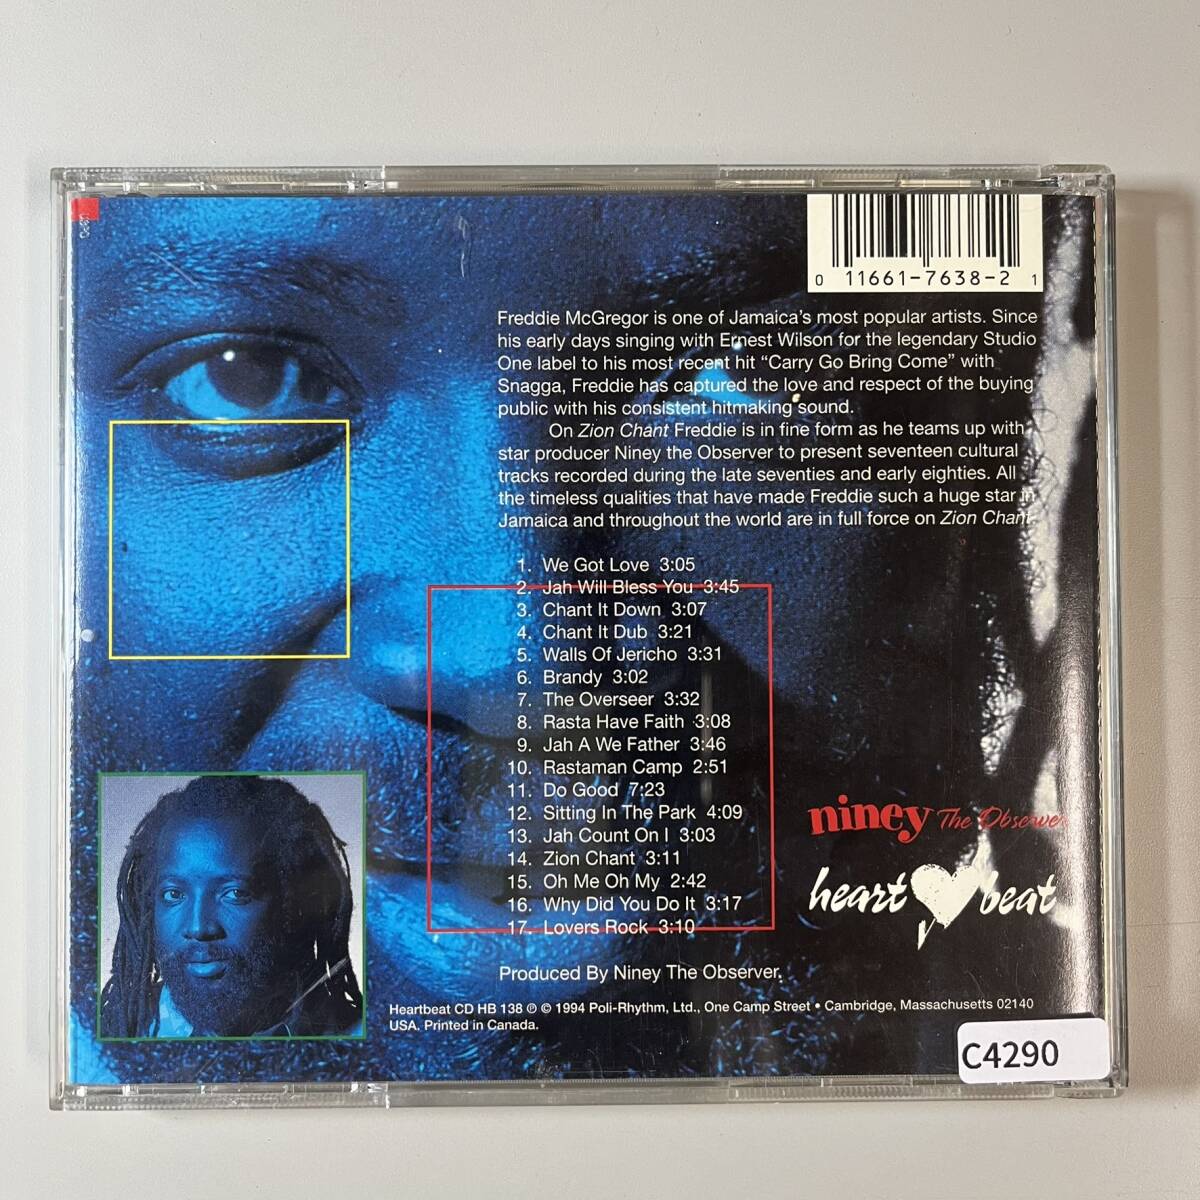 0 11661-7638-2 1
Freddie McGregor is one of Jamaica's most popular artists. Since
his early days singing with Ernest Wilson for the legendary Studio
One label to his most recent hit “Carry Go Bring Come” with
Snagga, Freddie has captured the love and respect of the buying
public with his consistent hitmaking sound.
On Zion Chant Freddie is in fine form as he teams up with
star producer Niney the Observer to present seventeen cultural
tracks recorded during the late seventies and early eighties. All
the timeless qualities that have made Freddie such a huge star in
Jamaica and throughout the world are in full force on Zion Chant.
1. We Got Love 3:05
2. Jah Will Bless You 3:45
3. Chant It Down 3:07
4. Chant It Dub 3:21
5. Walls Of Jericho 3:31
6. Brandy 3:02
7. The Overseer 3:32
8. Rasta Have Faith 3:08
9. Jah A We Father 3:46
10. Rastaman Camp 2:51
11. Do Good 7:23
12. Sitting In The Park 4:09
13. Jah Count On I 3:03
14. Zion Chant 3:11
15. Oh Me Oh My 2:42
16. Why Did You Do It 3:17
17. Lovers Rock 3:10
niney The Observer
heart beat
Produced By Niney The Observer.
Heartbeat CD HB 138 ℗ © 1994 Poli-Rhythm, Ltd., One Camp Street • Cambridge, Massachusetts 02140
USA. Printed in Canada.
C4290